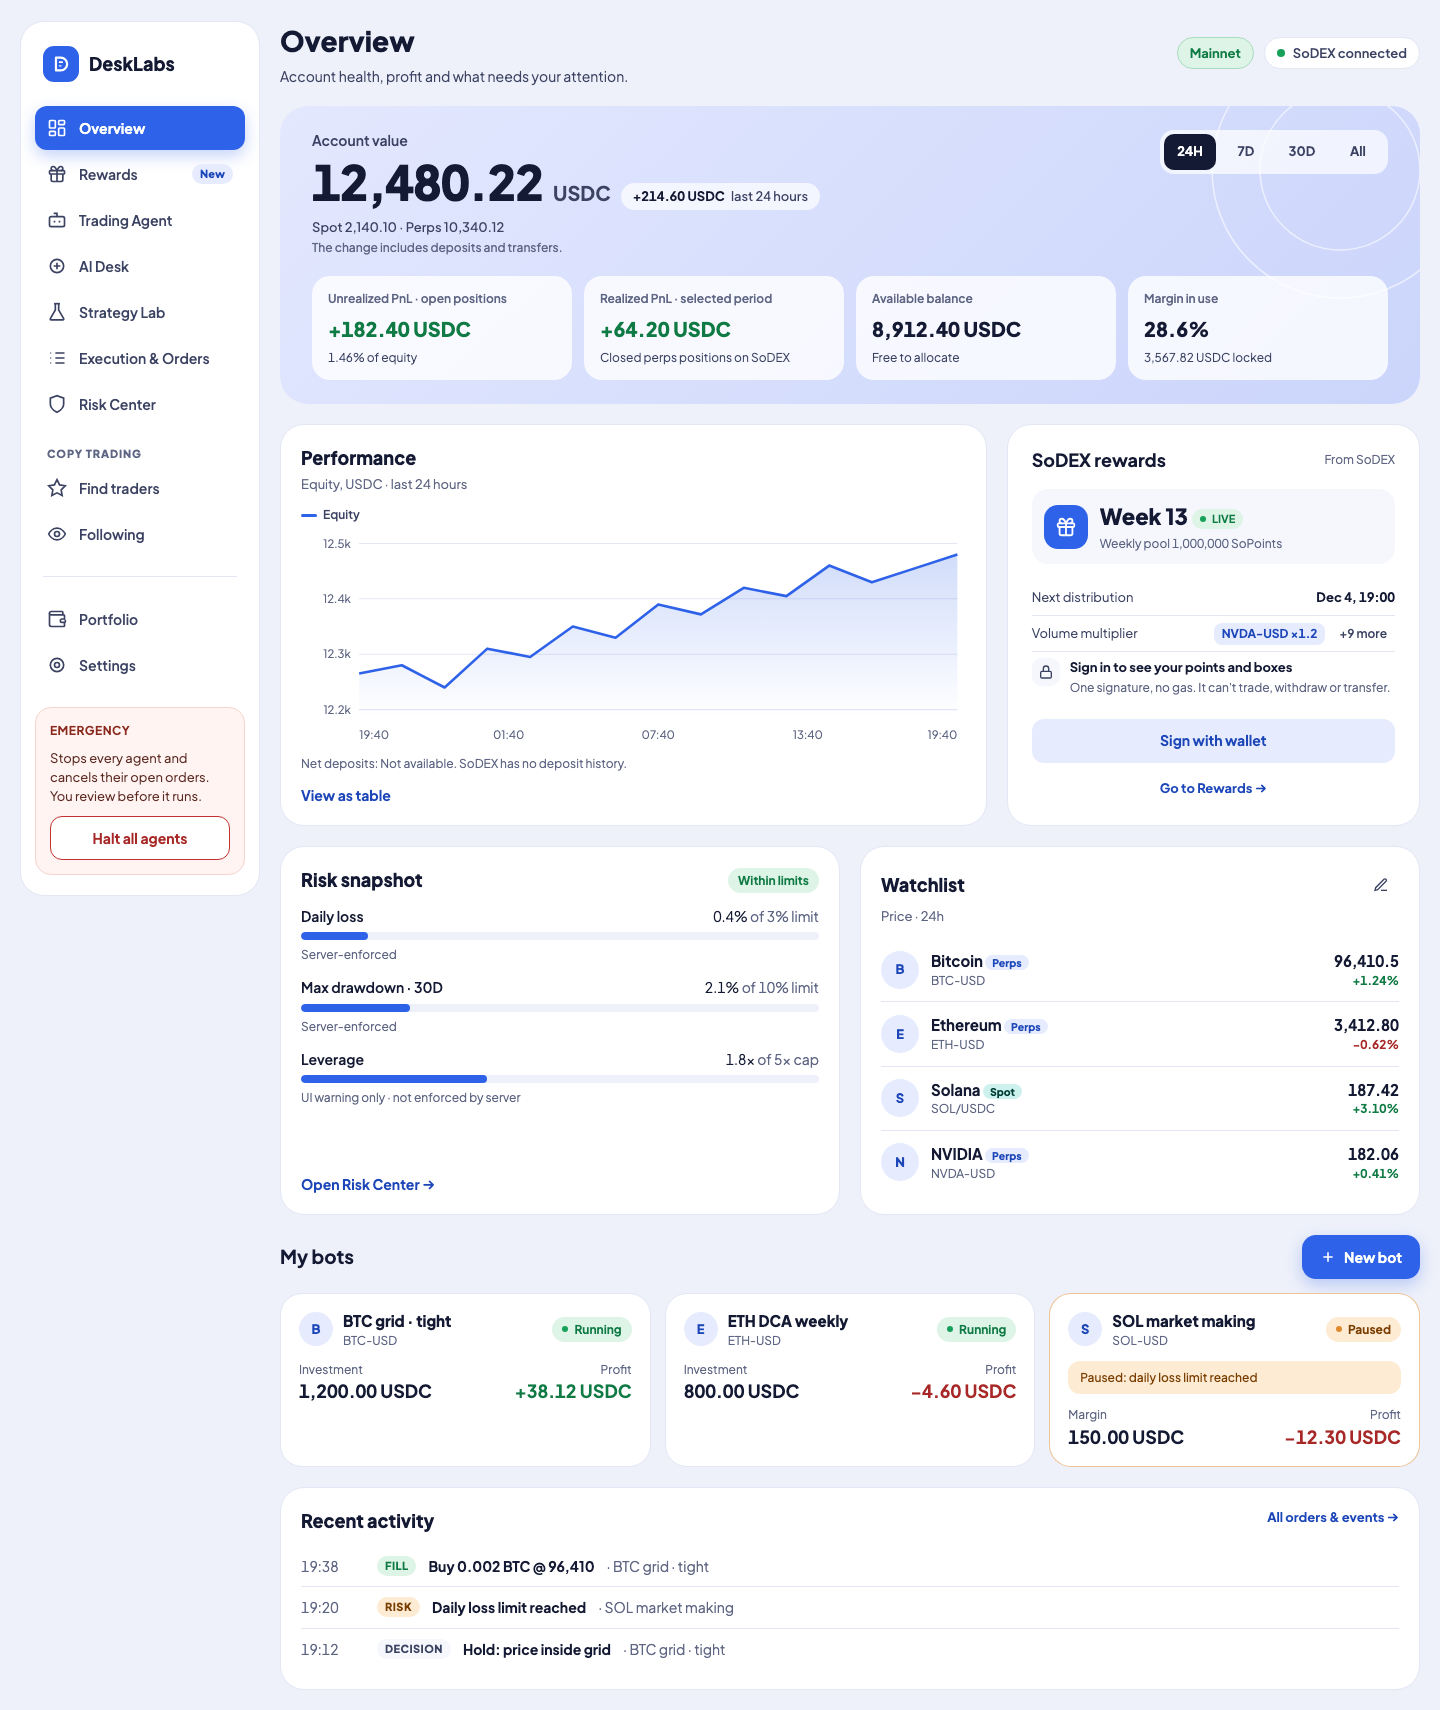 DeskLabs
Overview
Rewards New
Trading Agent
AI Desk
Strategy Lab
Execution & Orders
Risk Center
COPY TRADING
Find traders
Following
Portfolio
Settings
EMERGENCY
Stops every agent and
cancels their open orders.
You review before it runs.
Halt all agents
Overview
Account health, profit and what needs your attention.
Mainnet
SoDEX connected
Account value
12,480.22 USDC +214.60 USDC last 24 hours
Spot 2,140.10 · Perps 10,340.12
The change includes deposits and transfers.
24H 7D 30D All
Unrealized PnL · open positions
+182.40 USDC
1.46% of equity
Realized PnL · selected period
+64.20 USDC
Closed perps positions on SoDEX
Available balance
8,912.40 USDC
Free to allocate
Margin in use
28.6%
3,567.82 USDC locked
Performance
Equity, USDC · last 24 hours
Equity
12.5k
12.4k
12.3k
12.2k
19:40 01:40 07:40 13:40 19:40
Net deposits: Not available. SoDEX has no deposit history.
View as table
SoDEX rewards
From SoDEX
Week 13 LIVE
Weekly pool 1,000,000 SoPoints
Next distribution Dec 4, 19:00
Volume multiplier NVDA-USD ×1.2 +9 more
Sign in to see your points and boxes
One signature, no gas. It can't trade, withdraw or transfer.
Sign with wallet
Go to Rewards →
Risk snapshot
Within limits
Daily loss 0.4% of 3% limit
Server-enforced
Max drawdown · 30D 2.1% of 10% limit
Server-enforced
Leverage 1.8× of 5× cap
UI warning only · not enforced by server
Open Risk Center →
Watchlist
Price · 24h
B
Bitcoin Perps 96,410.5
BTC-USD +1.24%
E
Ethereum Perps 3,412.80
ETH-USD −0.62%
S
Solana Spot 187.42
SOL/USDC +3.10%
N
NVIDIA Perps 182.06
NVDA-USD +0.41%
My bots
+ New bot
B
BTC grid · tight
BTC-USD
Running
Investment Profit
1,200.00 USDC +38.12 USDC
E
ETH DCA weekly
ETH-USD
Running
Investment Profit
800.00 USDC −4.60 USDC
S
SOL market making
SOL-USD
Paused
Paused: daily loss limit reached
Margin Profit
150.00 USDC −12.30 USDC
Recent activity
All orders & events →
19:38 FILL Buy 0.002 BTC @ 96,410 · BTC grid · tight
19:20 RISK Daily loss limit reached · SOL market making
19:12 DECISION Hold: price inside grid · BTC grid · tight